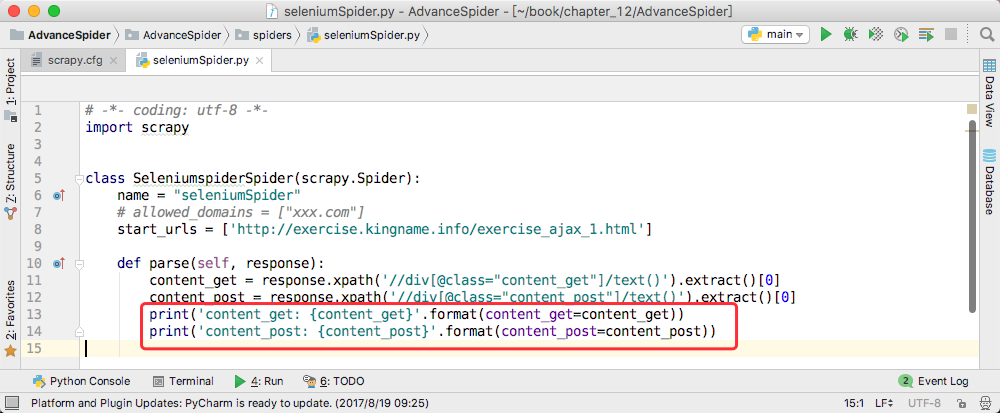 seleniumSpider.py - AdvanceSpider - [~/book/chapter_12/AdvanceSpider]
AdvanceSpider AdvanceSpider spiders seleniumSpider.py main
scrapy.cfg seleniumSpider.py
1: Project
7: Structure
2: Favorites
Data View
Database
1 # -*- coding: utf-8 -*-
2 import scrapy
3
4
5 class SeleniumspiderSpider(scrapy.Spider):
6     name = "seleniumSpider"
7     # allowed_domains = ["xxx.com"]
8     start_urls = ['http://exercise.kingname.info/exercise_ajax_1.html']
9
10     def parse(self, response):
11         content_get = response.xpath('//div[@class="content_get"]/text()').extract()[0]
12         content_post = response.xpath('//div[@class="content_post"]/text()').extract()[0]
13         print('content_get: {content_get}'.format(content_get=content_get))
14         print('content_post: {content_post}'.format(content_post=content_post))
15
Python Console Terminal 4: Run 6: TODO 2 Event Log
Platform and Plugin Updates: PyCharm is ready to update. (2017/8/19 09:25) 15:1 LF UTF-8